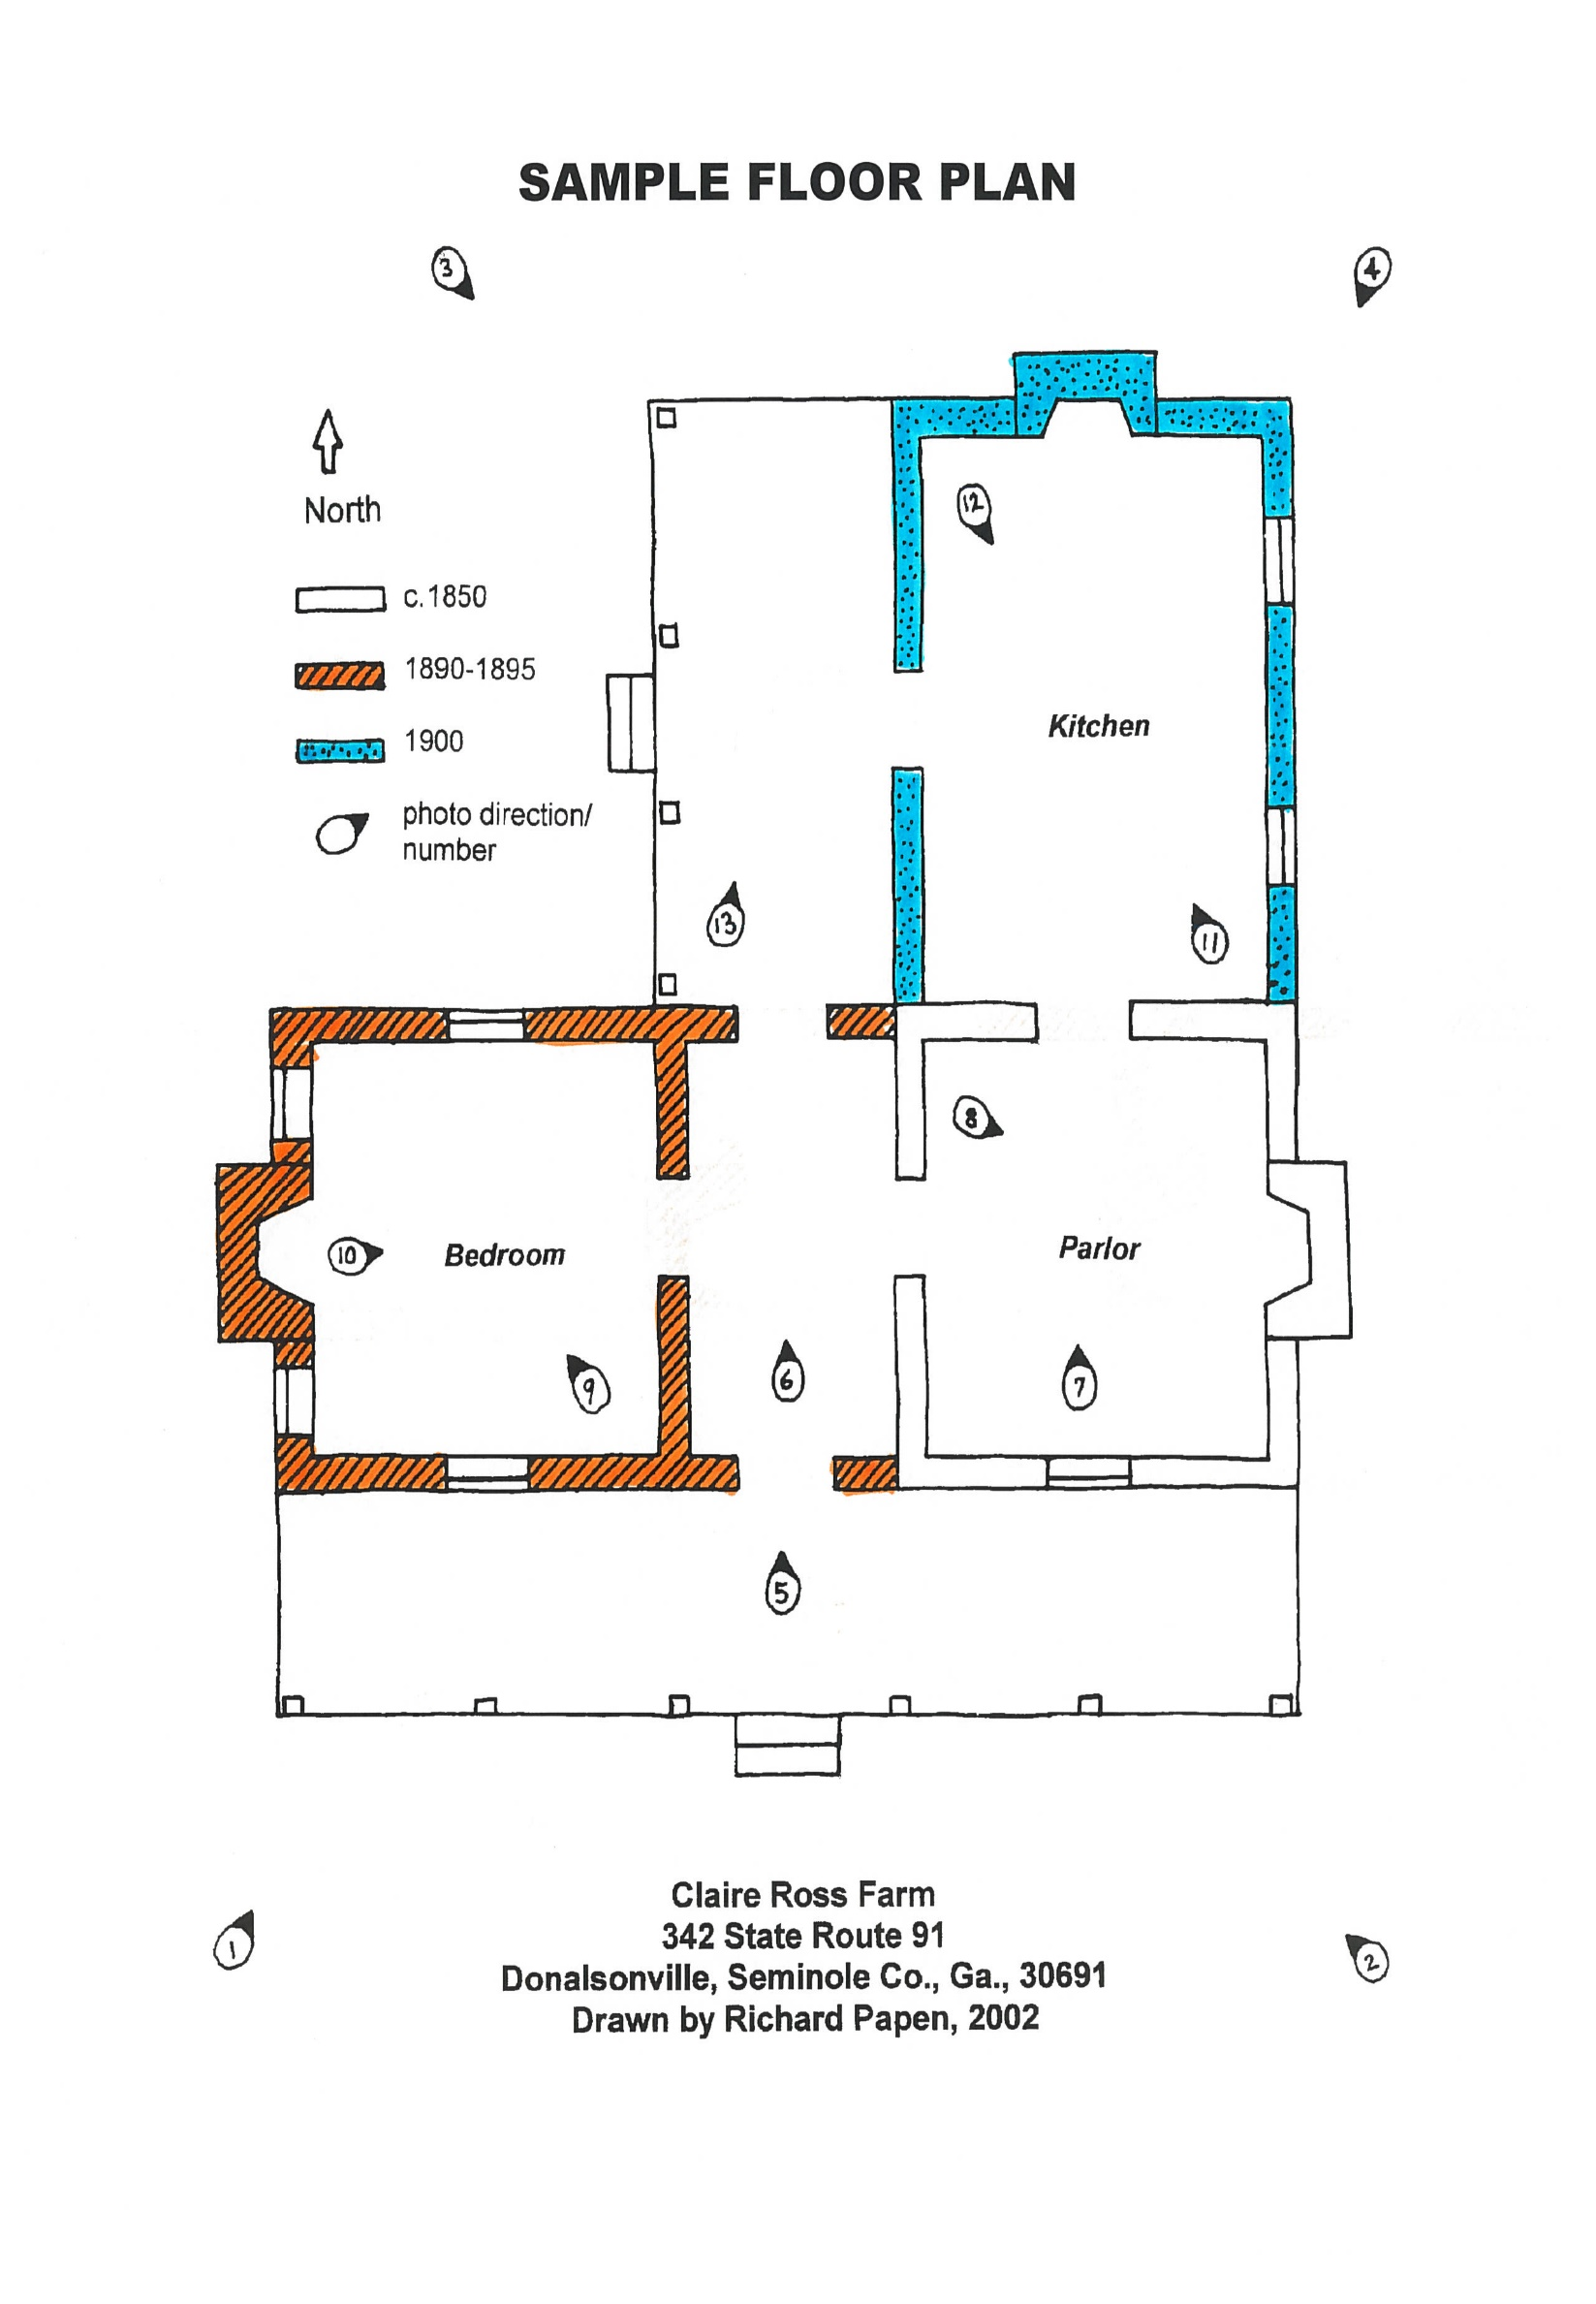 SAMPLE FLOOR PLAN
3
4
North
c.1850
1890-1895
1900
photo direction/
number
12
Kitchen
13
11
8
10
Bedroom
Parlor
9
6
7
5
Claire Ross Farm
342 State Route 91
Donalsonville, Seminole Co., Ga., 30691
Drawn by Richard Papen, 2002
1
2